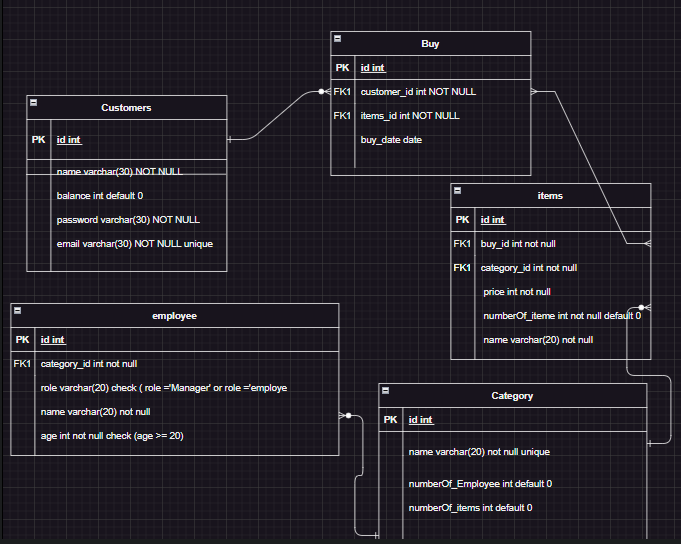 Buy
PK id int
FK1 customer_id int NOT NULL
FK1 items_id int NOT NULL
buy_date date
Customers
PK id int
name varchar(30) NOT NULL
balance int default 0
password varchar(30) NOT NULL
email varchar(30) NOT NULL unique
items
PK id int
FK1 buy_id int not null
FK1 category_id int not null
price int not null
numberOf_iteme int not null default 0
name varchar(20) not null
employee
PK id int
FK1 category_id int not null
role varchar(20) check ( role ='Manager' or role ='employe
name varchar(20) not null
age int not null check (age >= 20)
Category
PK id int
name varchar(20) not null unique
numberOf_Employee int default 0
numberOf_items int default 0